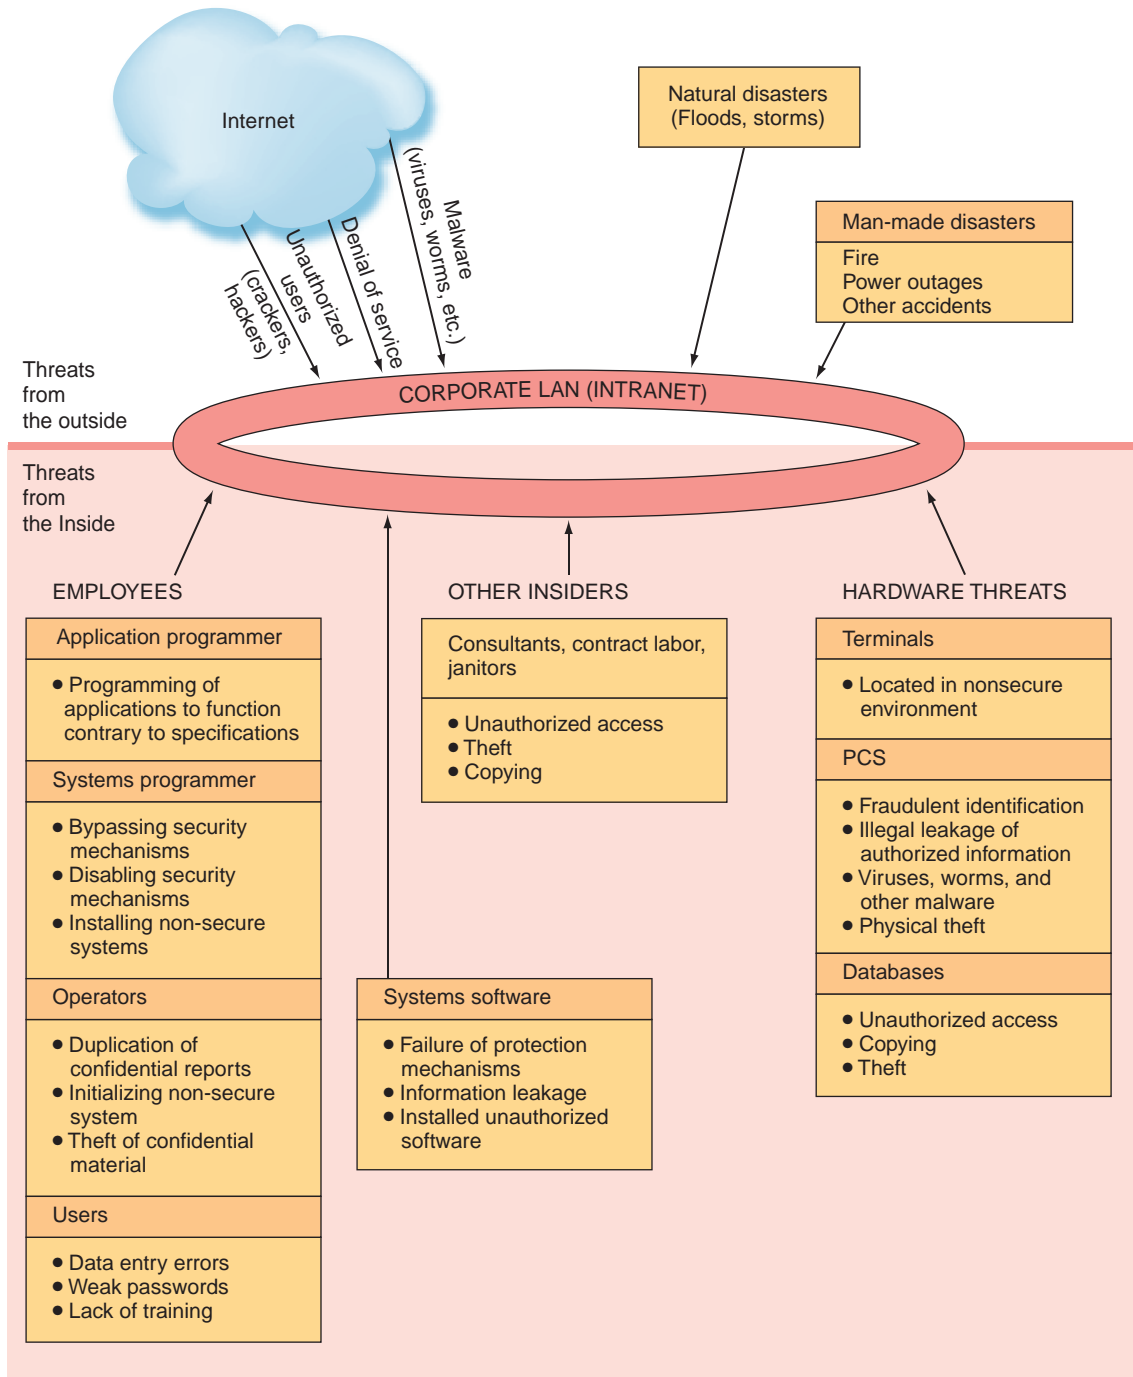 Internet
Natural disasters
(Floods, storms)
Man-made disasters
Fire
Power outages
Other accidents
Unauthorized
users
(crackers,
hackers)
Denial of service
Malware
(viruses, worms, etc.)
Threats
from
the outside
CORPORATE LAN (INTRANET)
Threats
from
the Inside
EMPLOYEES
Application programmer
● Programming of
applications to function
contrary to specifications
Systems programmer
● Bypassing security
mechanisms
● Disabling security
mechanisms
● Installing non-secure
systems
Operators
● Duplication of
confidential reports
● Initializing non-secure
system
● Theft of confidential
material
Users
● Data entry errors
● Weak passwords
● Lack of training
Systems software
● Failure of protection
mechanisms
● Information leakage
● Installed unauthorized
software
OTHER INSIDERS
Consultants, contract labor,
janitors
● Unauthorized access
● Theft
● Copying
HARDWARE THREATS
Terminals
● Located in nonsecure
environment
PCS
● Fraudulent identification
● Illegal leakage of
authorized information
● Viruses, worms, and
other malware
● Physical theft
Databases
● Unauthorized access
● Copying
● Theft